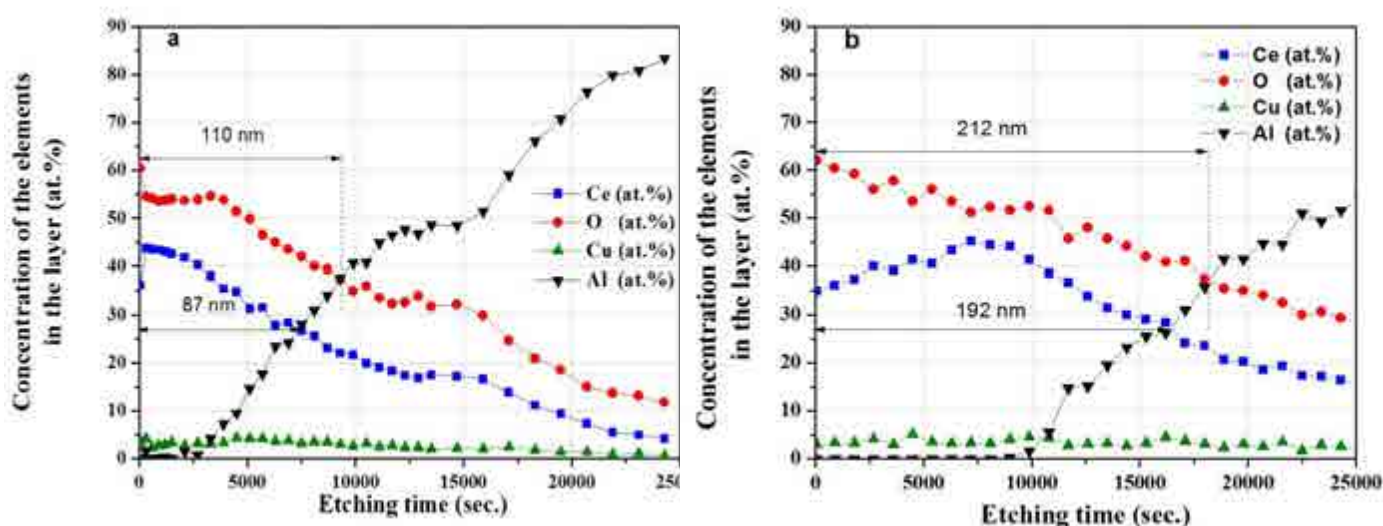 a
Concentration of the elements
in the layer (at.%)
90
80
70
60
50
40
30
20
10
0
110 nm
87 nm
Ce (at.%)
O (at.%)
Cu (at.%)
Al (at.%)
0
5000
10000
15000
20000
250
Etching time (sec.)
b
Concentration of the elements
in the layer (at.%)
90
80
70
60
50
40
30
20
10
0
212 nm
192 nm
Ce (at.%)
O (at.%)
Cu (at.%)
Al (at.%)
0
5000
10000
15000
20000
25000
Etching time (sec.)